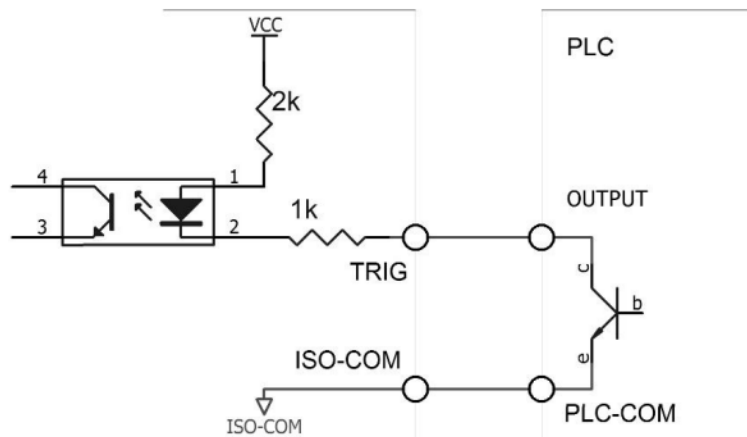 VCC
PLC
2k
4
1
3
2
1k
OUTPUT
TRIG
c
b
e
ISO-COM
ISO-COM
PLC-COM